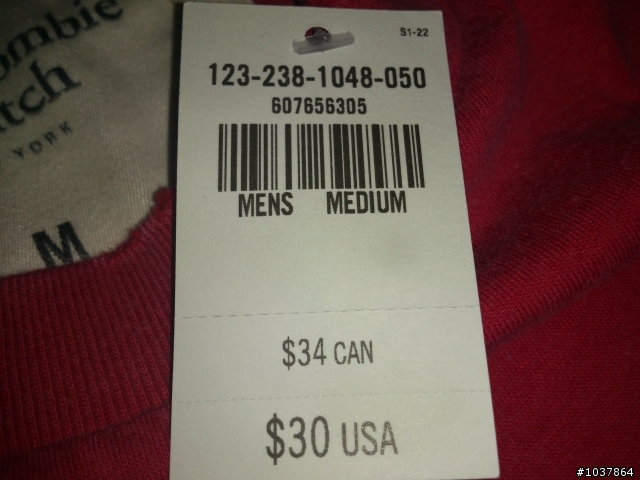 ombie
tch
YORK
M
S1-22
123-238-1048-050
607656305
MENS MEDIUM
$34 CAN
$30 USA
#1037864